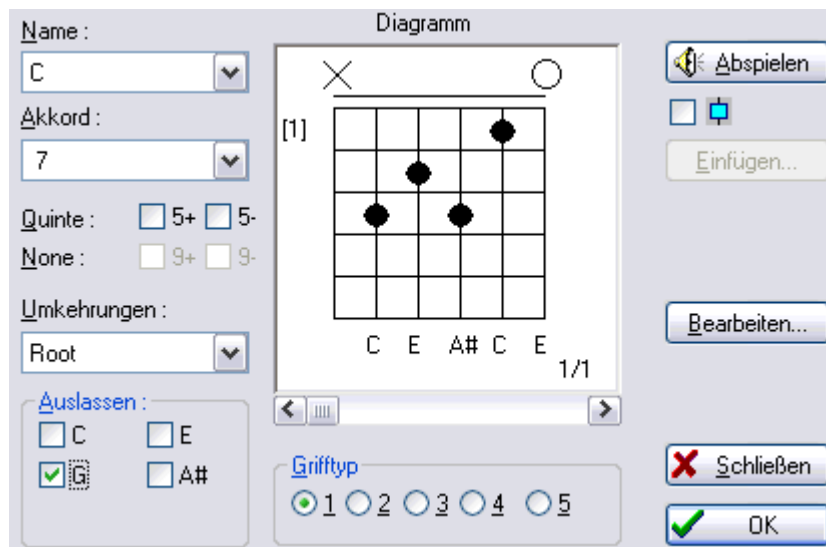 Name :
C
Akkord :
7
Quinte : 5+ 5-
None : 9+ 9-
Umkehrungen :
Root
Auslassen :
C E
G A#
Diagramm
[1]
C E A# C E
1/1
Grifftyp
1 2 3 4 5
Abspielen
Einfügen...
Bearbeiten...
Schließen
OK